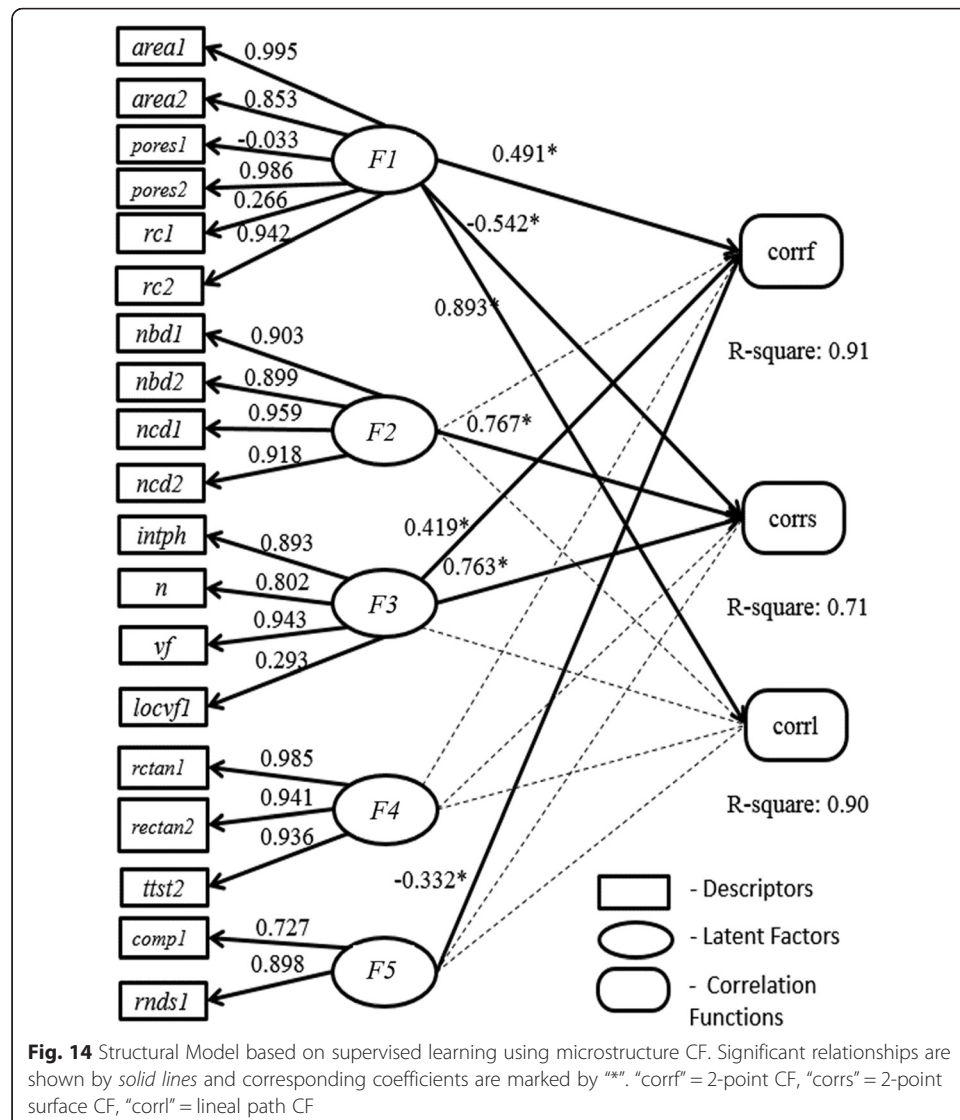 area1
0.995
area2
0.853
pores1
-0.033
F1
pores2
0.986
0.491*
rc1
0.266
0.942
-0.542*
corrf
rc2
0.893*
nbd1
0.903
R-square: 0.91
nbd2
0.899
ncd1
0.959
F2
0.767*
ncd2
0.918
corrs
intph
0.893
0.419*
n
0.802
F3
0.763*
R-square: 0.71
vf
0.943
0.293
locvf1
corrl
rctan1
0.985
rectan2
0.941
F4
R-square: 0.90
0.936
ttst2
-0.332*
- Descriptors
comp1
0.727
- Latent Factors
0.898
F5
rnds1
- Correlation
Functions
Fig. 14 Structural Model based on supervised learning using microstructure CF. Significant relationships are
shown by solid lines and corresponding coefficients are marked by “*”. “corrf” = 2-point CF, “corrs” = 2-point
surface CF, “corrl” = lineal path CF